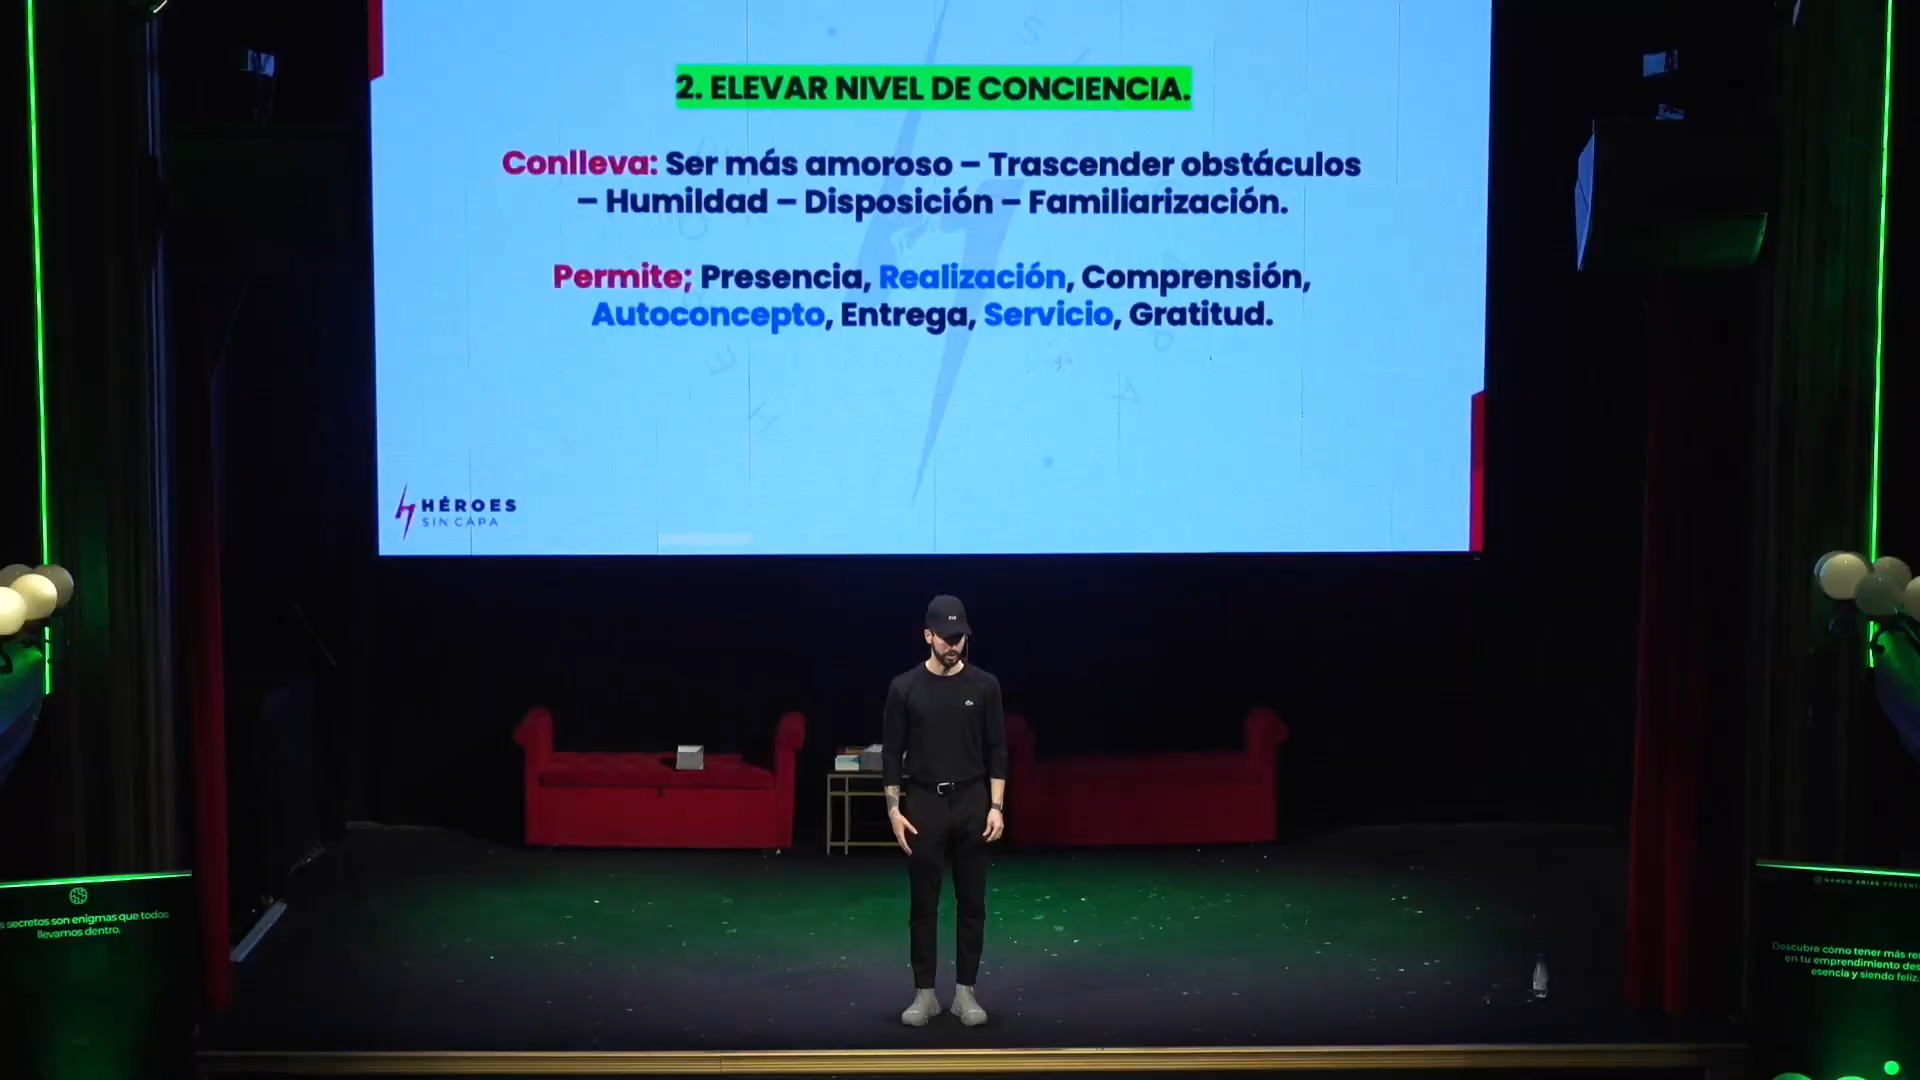 2. ELEVAR NIVEL DE CONCIENCIA.
Conlleva: Ser más amoroso – Trascender obstáculos
– Humildad – Disposición – Familiarización.
Permite; Presencia, Realización, Comprensión,
Autoconcepto, Entrega, Servicio, Gratitud.
HÉROES
SIN CAPA
secretos son enigmas que todos
llevamos dentro.
NANDO ARIAS
Descubre cómo tener más
en tu emprendimiento
esencia y siendo feliz.